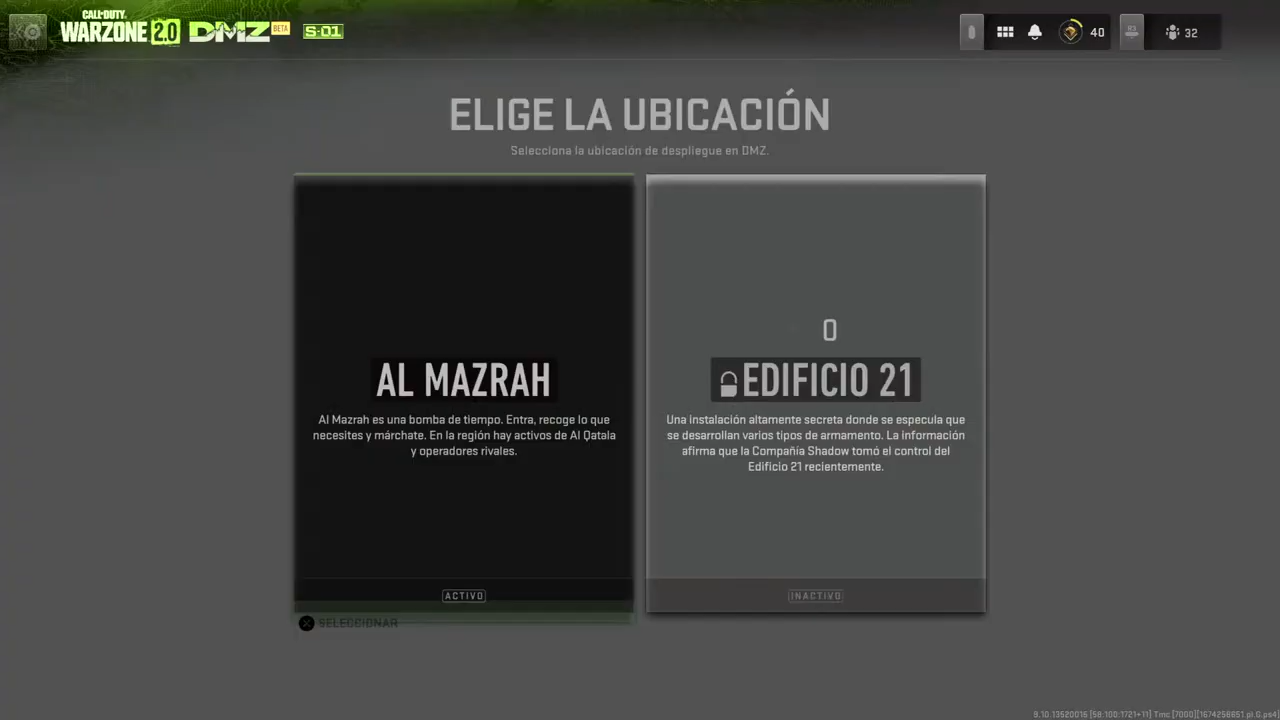 CALL OF DUTY
WARZONE 2.0 DMZ BETA S-01
40
R3
32
ELIGE LA UBICACIÓN
Selecciona la ubicación de despliegue en DMZ.
AL MAZRAH
Al Mazrah es una bomba de tiempo. Entra, recoge lo que
necesites y márchate. En la región hay activos de Al Qatala
y operadores rivales.
ACTIVO
SELECCIONAR
0
EDIFICIO 21
Una instalación altamente secreta donde se especula que
se desarrollan varios tipos de armamento. La información
afirma que la Compañía Shadow tomó el control del
Edificio 21 recientemente.
INACTIVO